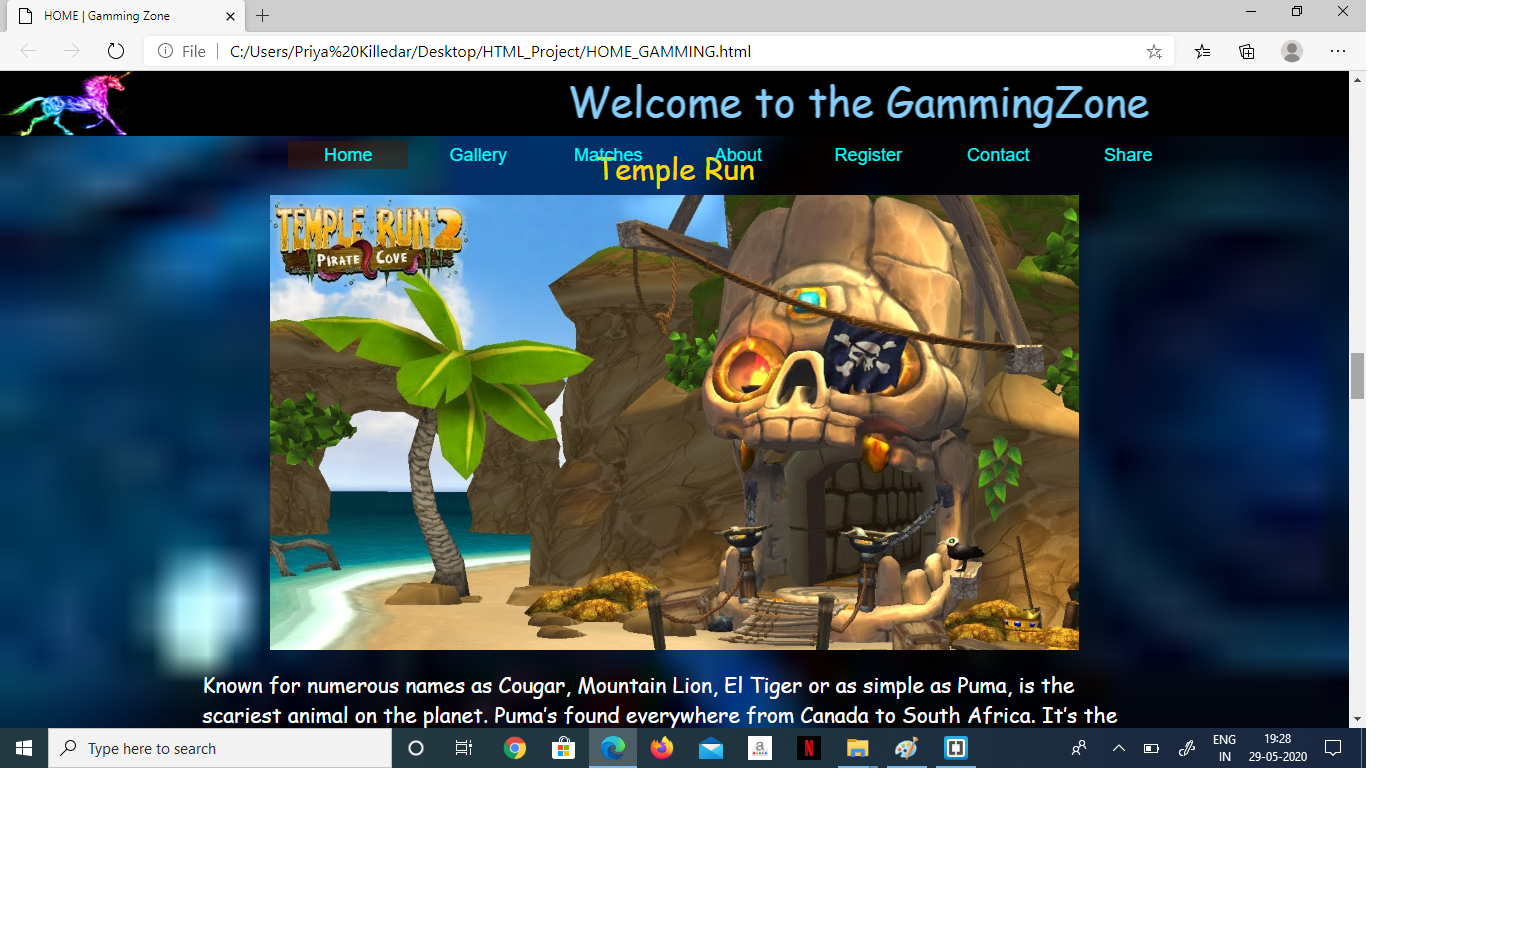 HOME | Gamming Zone
File
C:/Users/Priya%20Killedar/Desktop/HTML_Project/HOME_GAMMING.html
Welcome to the GammingZone
Home Gallery Matches About Register Contact Share
Temple Run
TEMPLE RUN 2
PIRATE COVE
Known for numerous names as Cougar, Mountain Lion, El Tiger or as simple as Puma, is the
scariest animal on the planet. Puma's found everywhere from Canada to South Africa. It's the
Type here to search
a
N
ENG
IN
19:28
29-05-2020